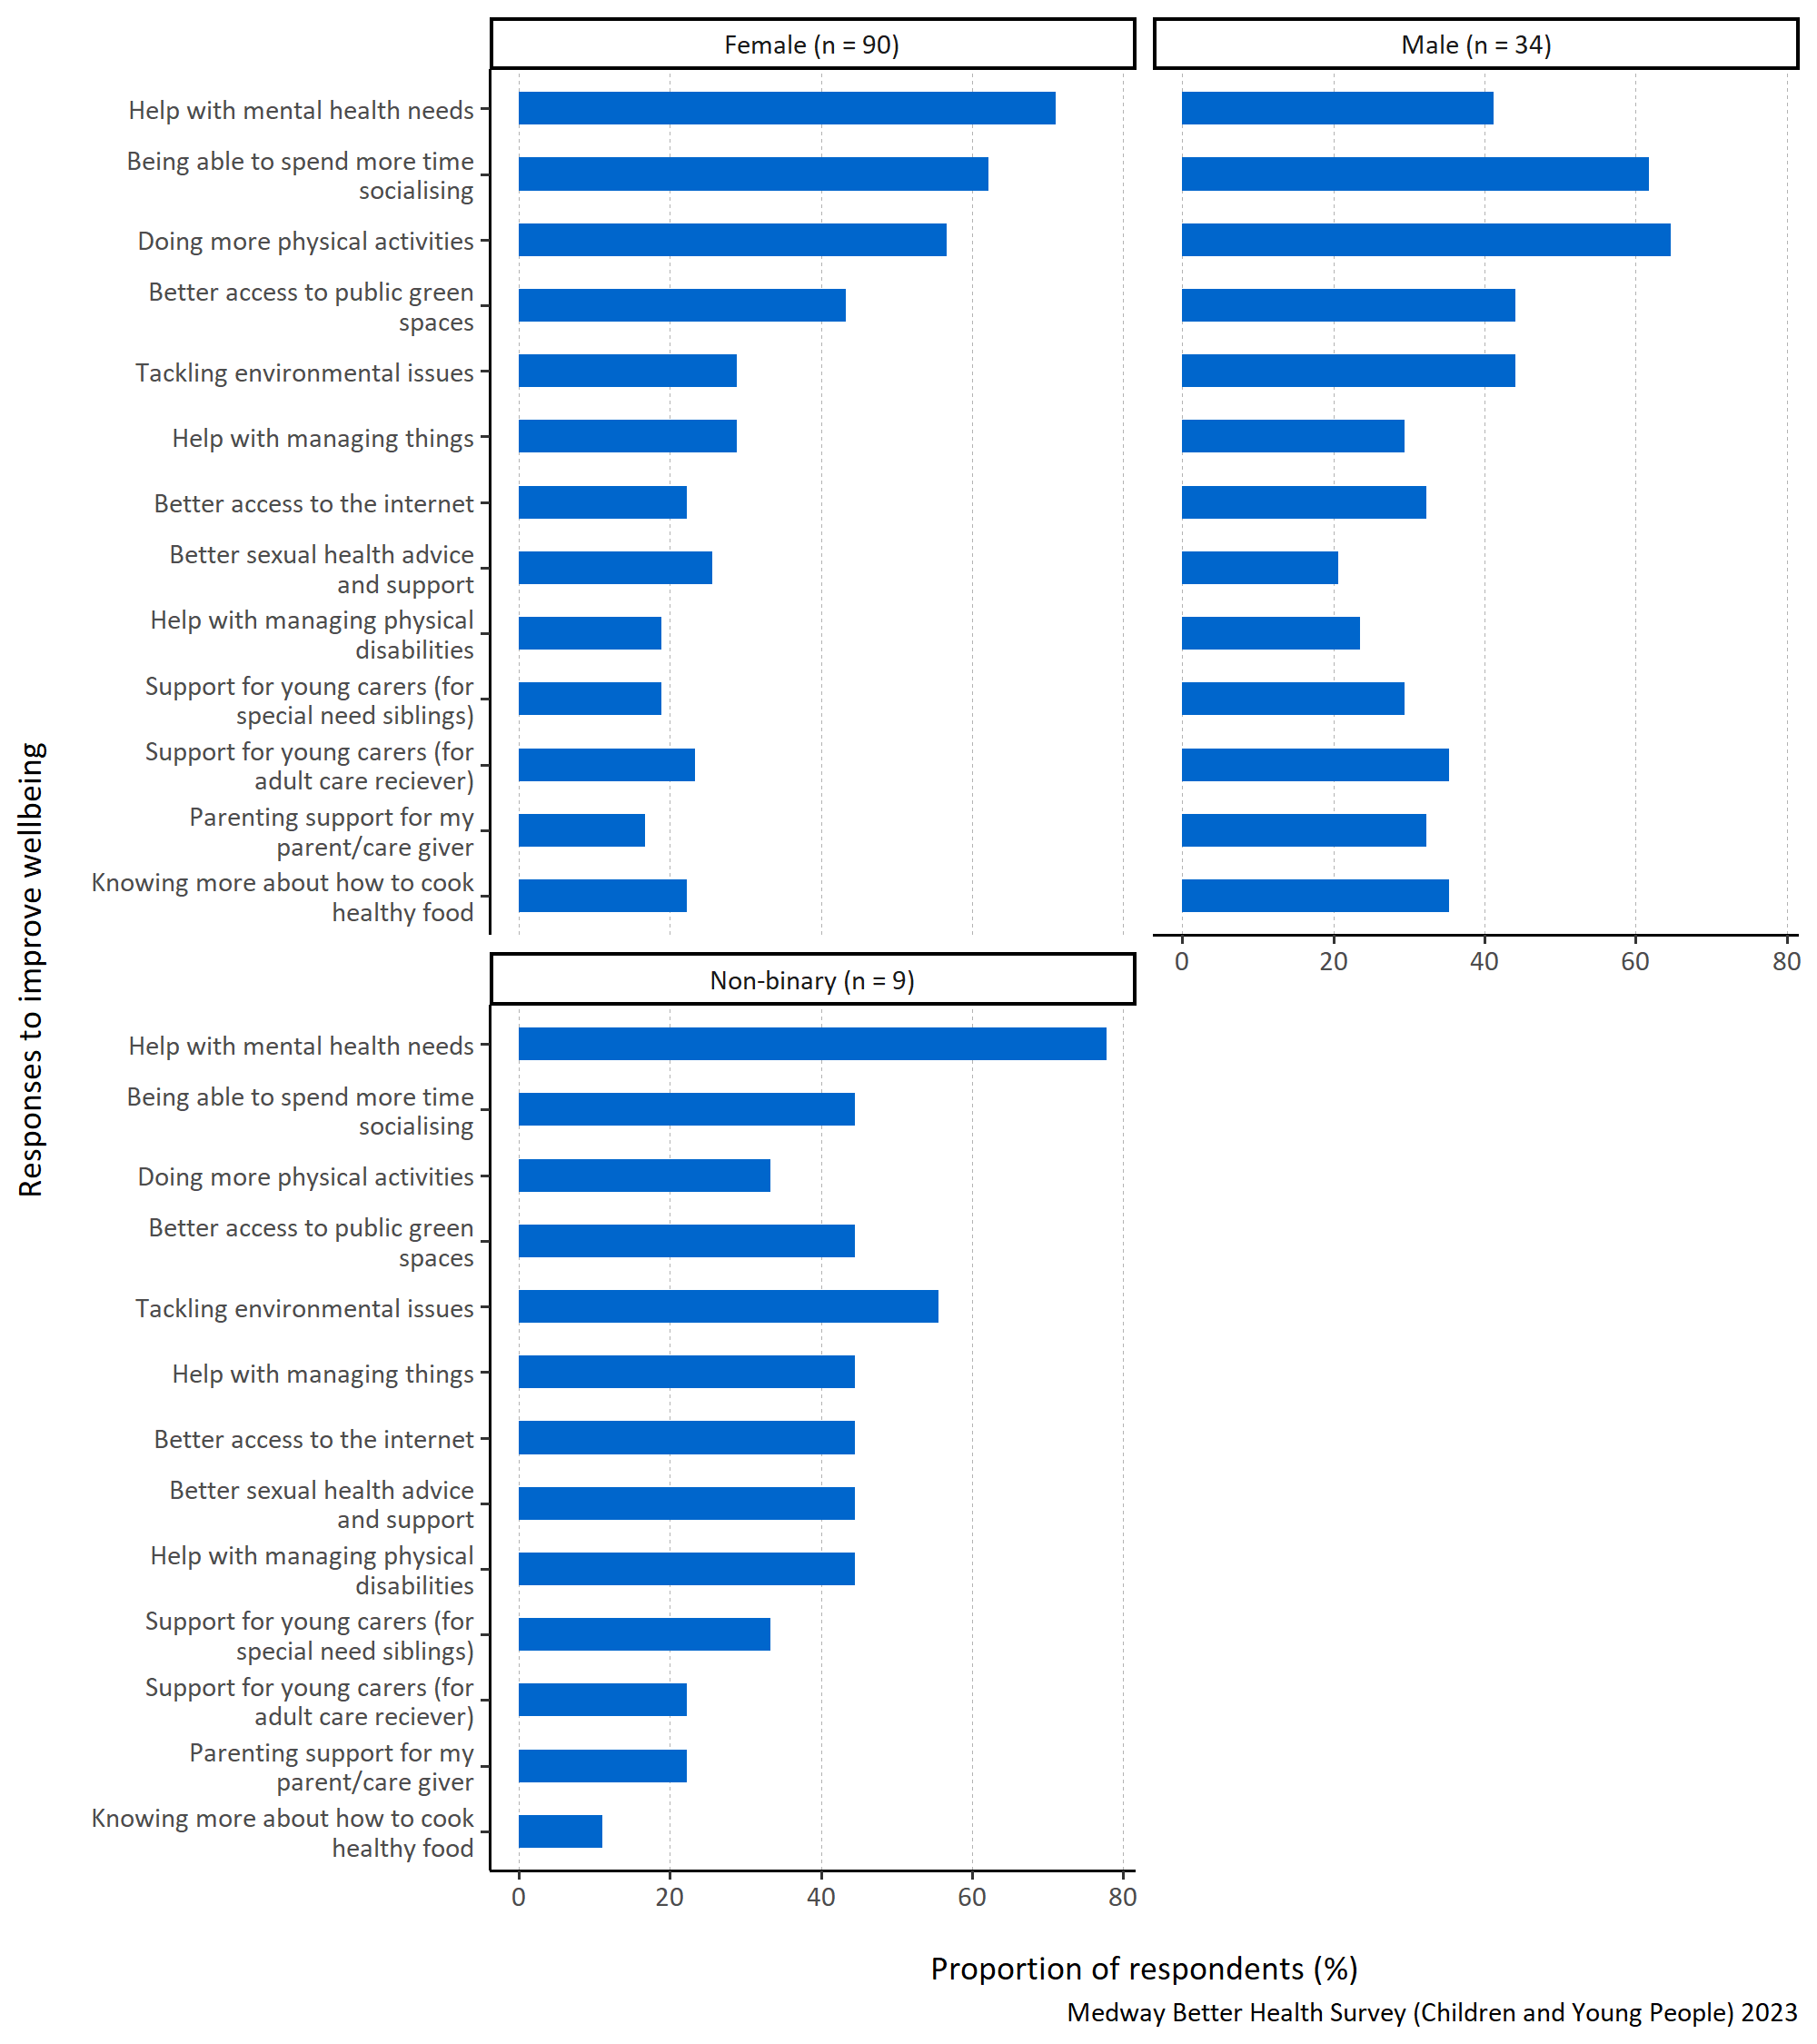 Female (n = 90)
Male (n = 34)
Help with mental health needs
Being able to spend more time
socialising
Doing more physical activities
Better access to public green
spaces
Tackling environmental issues
Help with managing things
Better access to the internet
Better sexual health advice
and support
Help with managing physical
disabilities
Support for young carers (for
special need siblings)
Support for young carers (for
adult care reciever)
Parenting support for my
parent/care giver
Knowing more about how to cook
healthy food
0 20 40 60 80
Non-binary (n = 9)
Help with mental health needs
Being able to spend more time
socialising
Doing more physical activities
Better access to public green
spaces
Tackling environmental issues
Help with managing things
Better access to the internet
Better sexual health advice
and support
Help with managing physical
disabilities
Support for young carers (for
special need siblings)
Support for young carers (for
adult care reciever)
Parenting support for my
parent/care giver
Knowing more about how to cook
healthy food
0 20 40 60 80
Responses to improve wellbeing
Proportion of respondents (%)
Medway Better Health Survey (Children and Young People) 2023